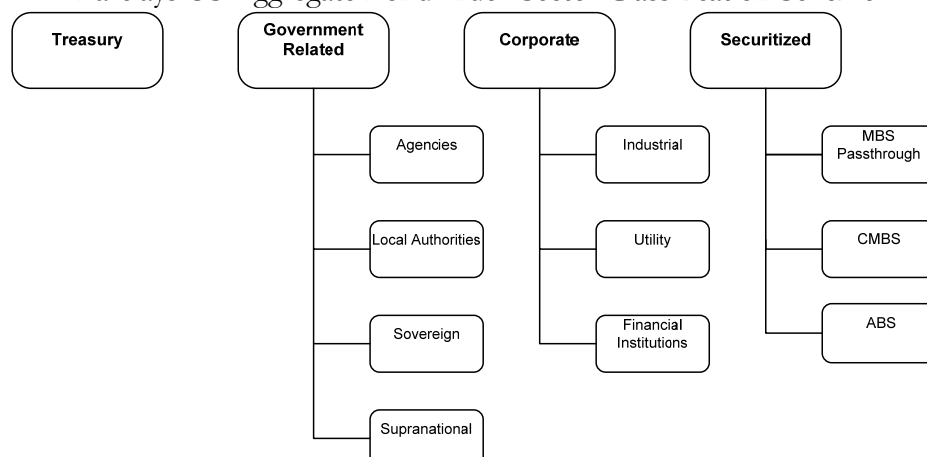 Treasury
Government
Related
Corporate
Securitized
Agencies
Industrial
MBS
Passthrough
Local Authorities
Utility
CMBS
Sovereign
Financial
Institutions
ABS
Supranational